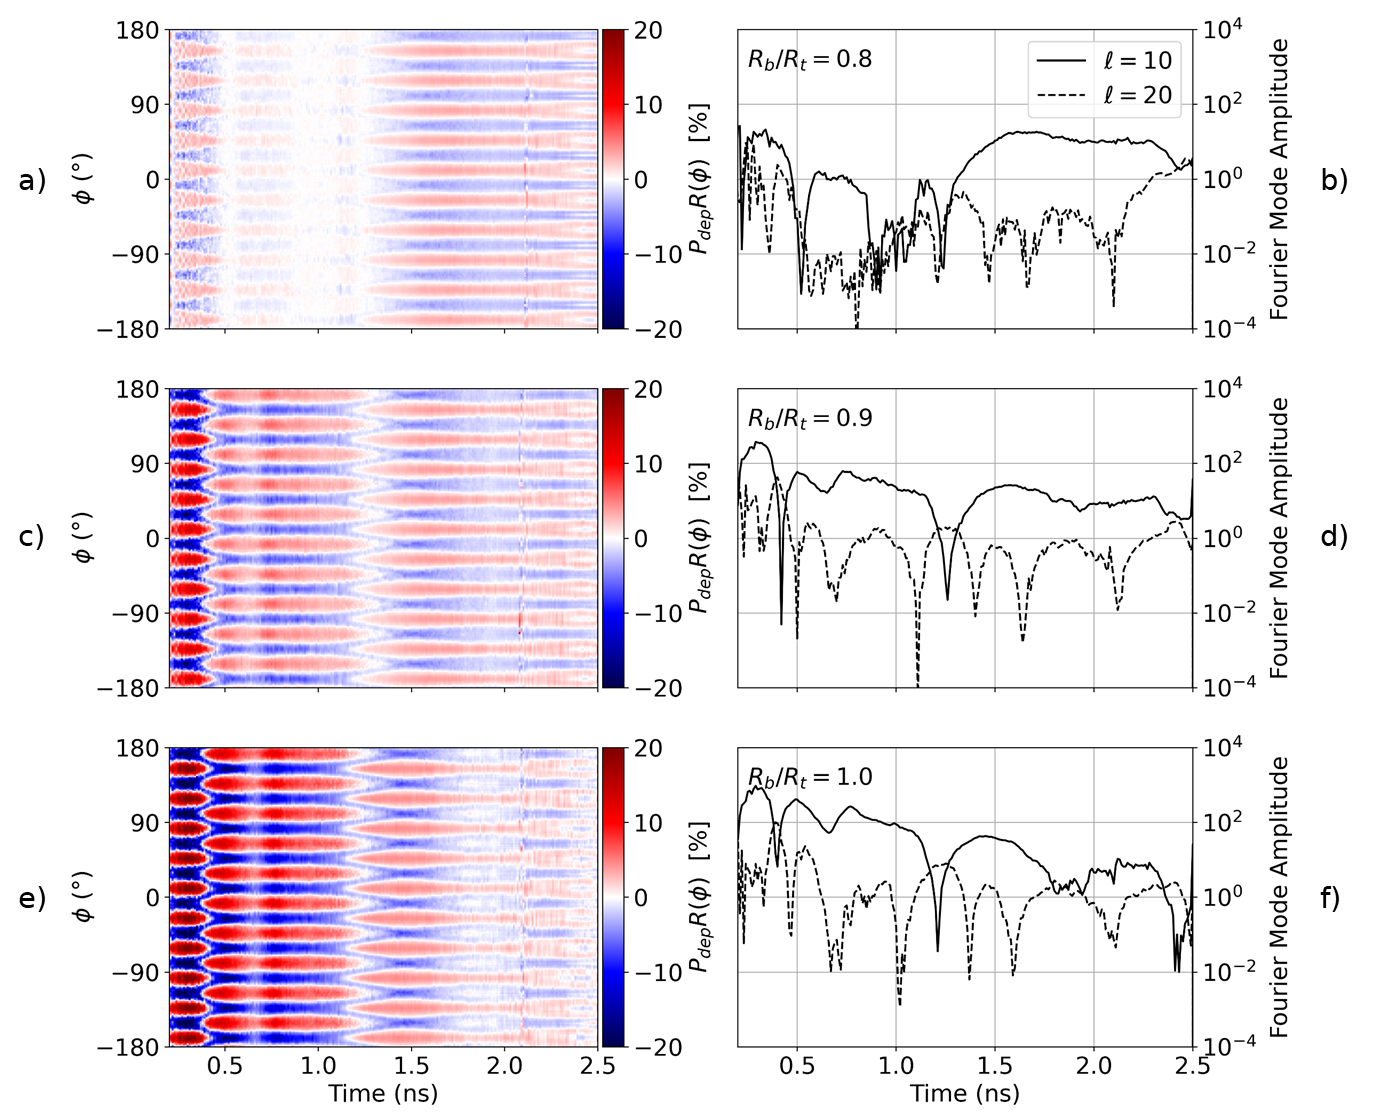 a)
180
90
0
−90
−180
ϕ (°)
20
10
0
−10
−20
P_dep R(ϕ) [%]
R_b/R_t = 0.8
ℓ = 10
ℓ = 20
10^4
10^2
10^0
10^−2
10^−4
Fourier Mode Amplitude
b)
c)
180
90
0
−90
−180
ϕ (°)
20
10
0
−10
−20
P_dep R(ϕ) [%]
R_b/R_t = 0.9
10^4
10^2
10^0
10^−2
10^−4
Fourier Mode Amplitude
d)
e)
180
90
0
−90
−180
ϕ (°)
0.5 1.0 1.5 2.0 2.5
Time (ns)
20
10
0
−10
−20
P_dep R(ϕ) [%]
R_b/R_t = 1.0
10^4
10^2
10^0
10^−2
10^−4
Fourier Mode Amplitude
0.5 1.0 1.5 2.0 2.5
Time (ns)
f)